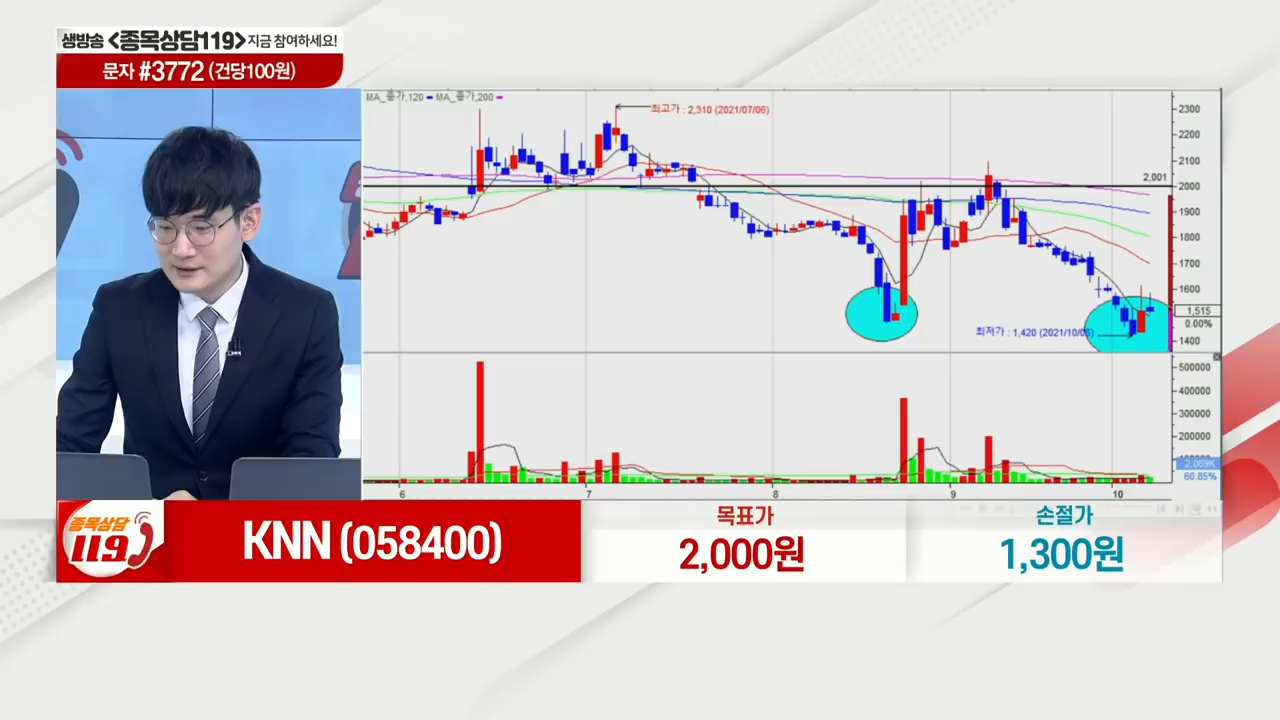 생방송 <종목상담119> 지금 참여하세요!
문자 #3772 (건당100원)
MA_종가,120 MA_종가,200
최고가 : 2,310 (2021/07/06)
2300
2200
2100
2,001
2000
1900
1800
1700
1600
1,515
0.00%
최저가 : 1,420 (2021/10/06)
1400
500000
400000
300000
200000
2,069K
60.85%
6 7 8 9 10
종목상담
119
KNN (058400)
목표가
2,000원
손절가
1,300원